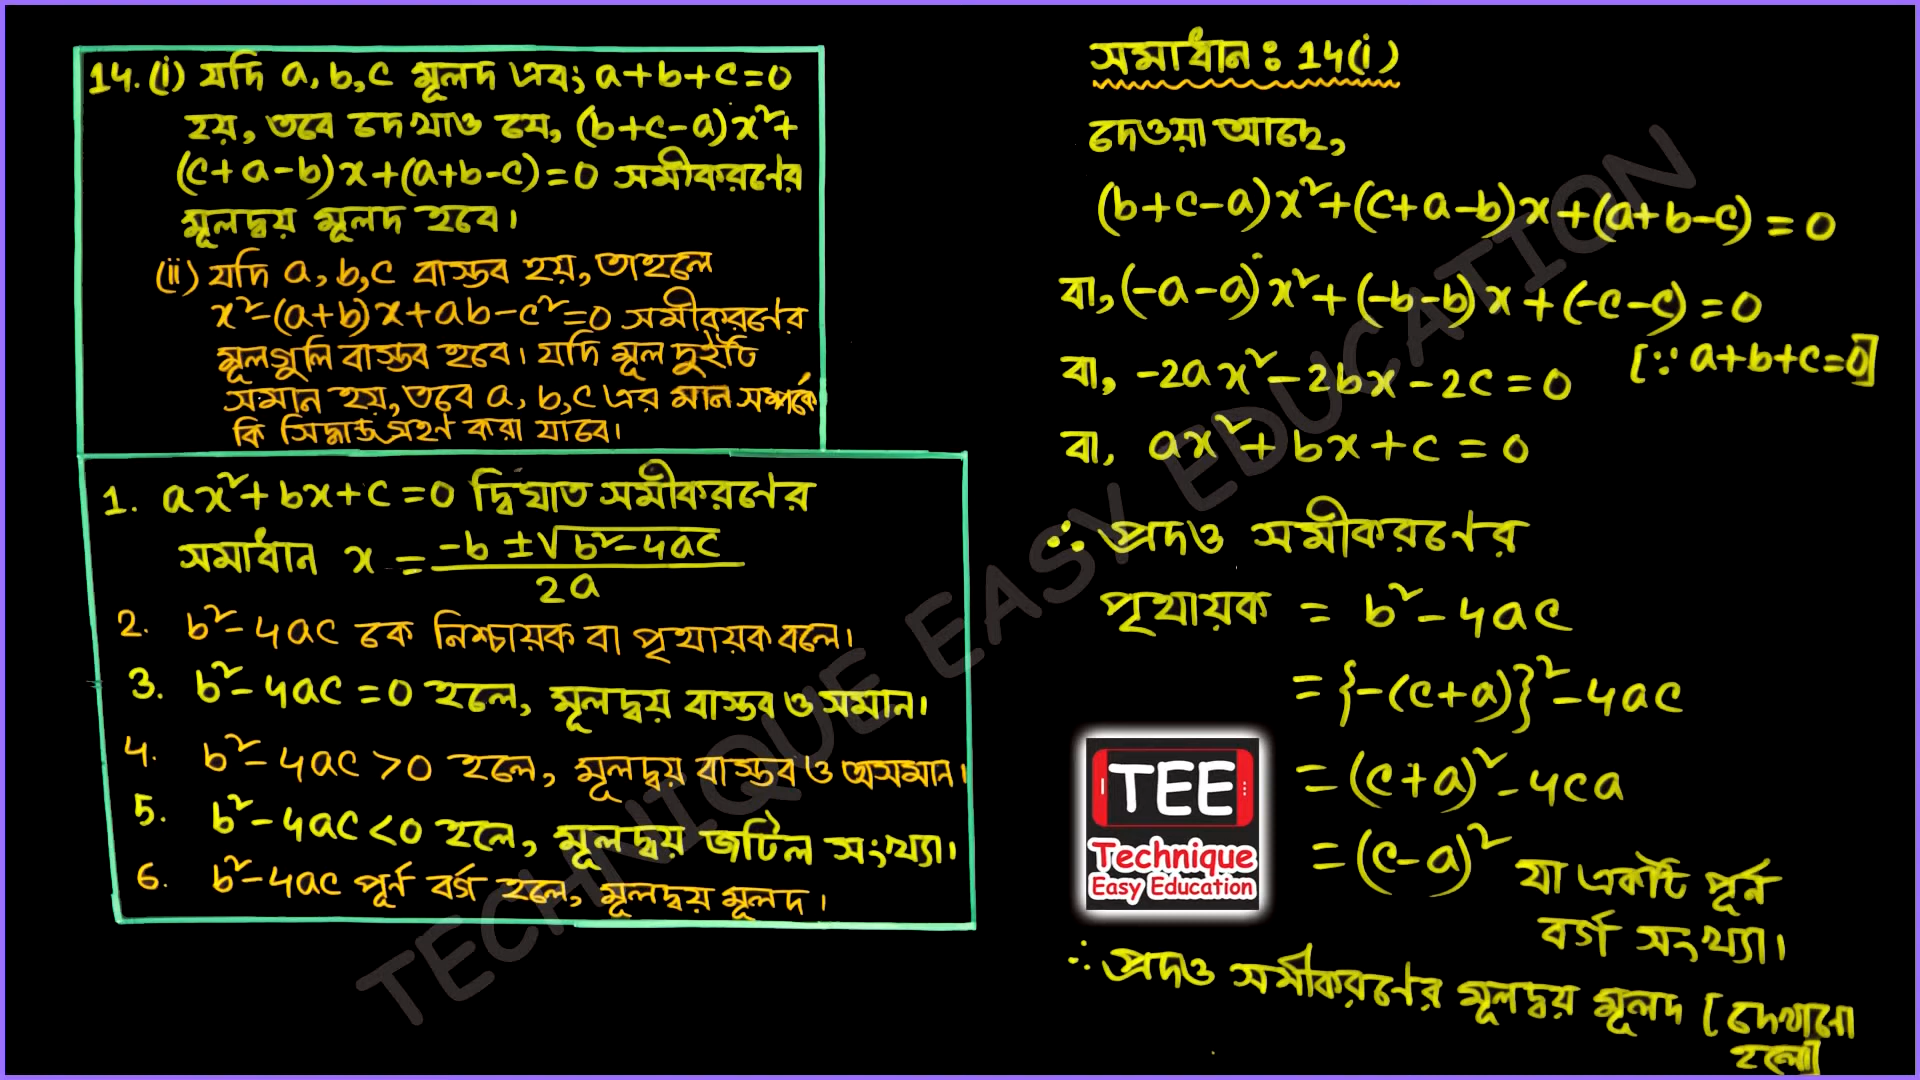 14. (i) যদি a, b, c মূলদ এবং a+b+c=0
হয়, তবে দেখাও যে, (b+c-a)x²+
(c+a-b)x+(a+b-c)=0 সমীকরণের
মূলদ্বয় মূলদ হবে।
(ii) যদি a, b, c বাস্তব হয়, তাহলে
x²-(a+b)x+ab-c²=0 সমীকরণের
মূলগুলি বাস্তব হবে। যদি মূল দুইটি
সমান হয়, তবে a, b, c এর মান সম্পর্কে
কি সিদ্ধান্ত গ্রহণ করা যাবে।
1. ax²+bx+c=0 দ্বিঘাত সমীকরণের
সমাধান x = (-b ±√(b²-4ac))/2a
2. b²-4ac কে নিশ্চায়ক বা পৃথায়ক বলে।
3. b²-4ac=0 হলে, মূলদ্বয় বাস্তব ও সমান।
4. b²-4ac>0 হলে, মূলদ্বয় বাস্তব ও অসমান।
5. b²-4ac<0 হলে, মূলদ্বয় জটিল সংখ্যা।
6. b²-4ac পূর্ন বর্গ হলে, মূলদ্বয় মূলদ।
সমাধান : 14(i)
দেওয়া আছে,
(b+c-a)x²+(c+a-b)x+(a+b-c)=0
বা, (-a-a)x²+(-b-b)x+(-c-c)=0
[∵ a+b+c=0]
বা, -2ax²-2bx-2c=0
বা, ax²+bx+c=0
∴ প্রদত্ত সমীকরণের
পৃথায়ক = b²-4ac
= {-(c+a)}²-4ac
= (c+a)²-4ca
= (c-a)² যা একটি পূর্ন
বর্গ সংখ্যা।
∴ প্রদত্ত সমীকরণের মূলদ্বয় মূলদ [দেখানো
হলো]
TEE
Technique
Easy Education
TECHNIQUE EASY EDUCATION